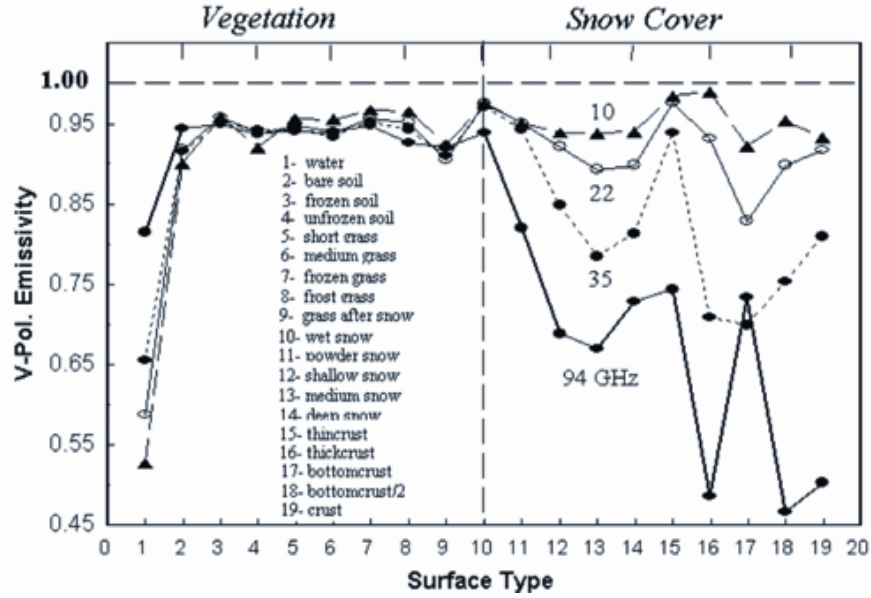 Vegetation Snow Cover
1.00
0.95
0.85
0.75
0.65
0.55
0.45
V-Pol. Emissivity
10
22
35
94 GHz
1- water
2- bare soil
3- frozen soil
4- unfrozen soil
5- short grass
6- medium grass
7- frozen grass
8- frost grass
9- grass after snow
10- wet snow
11- powder snow
12- shallow snow
13- medium snow
14- deep snow
15- thincrust
16- thickcrust
17- bottomcrust
18- bottomcrust/2
19- crust
0 1 2 3 4 5 6 7 8 9 10 11 12 13 14 15 16 17 18 19 20
Surface Type